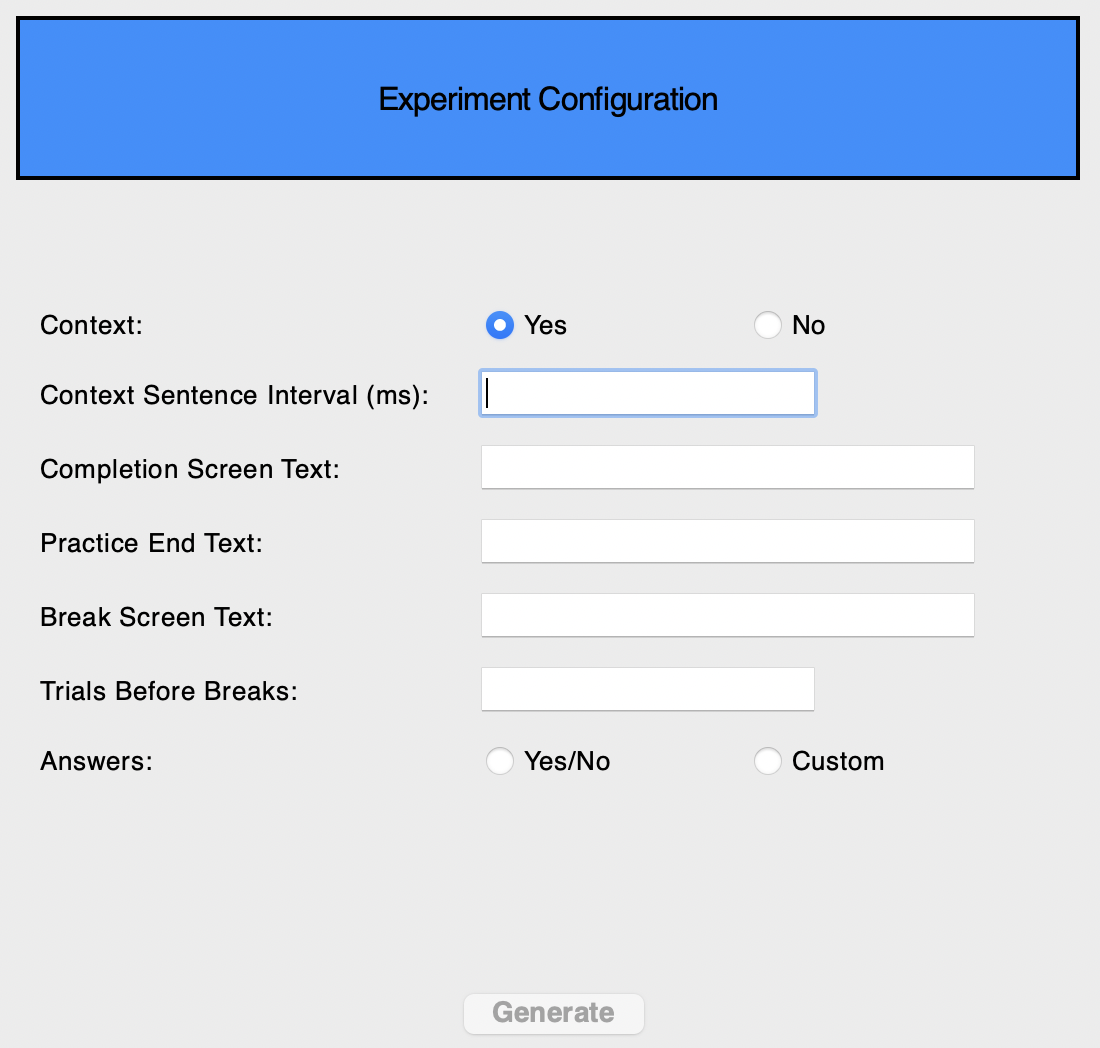 Experiment Configuration
Context: Yes No
Context Sentence Interval (ms):
Completion Screen Text:
Practice End Text:
Break Screen Text:
Trials Before Breaks:
Answers: Yes/No Custom
Generate